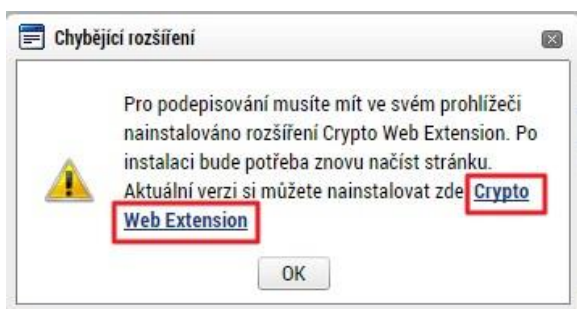 Chybějící rozšíření
Pro podepisování musíte mít ve svém prohlížeči
nainstalováno rozšíření Crypto Web Extension. Po
instalaci bude potřeba znovu načíst stránku.
Aktuální verzi si můžete nainstalovat zde Crypto
Web Extension
OK